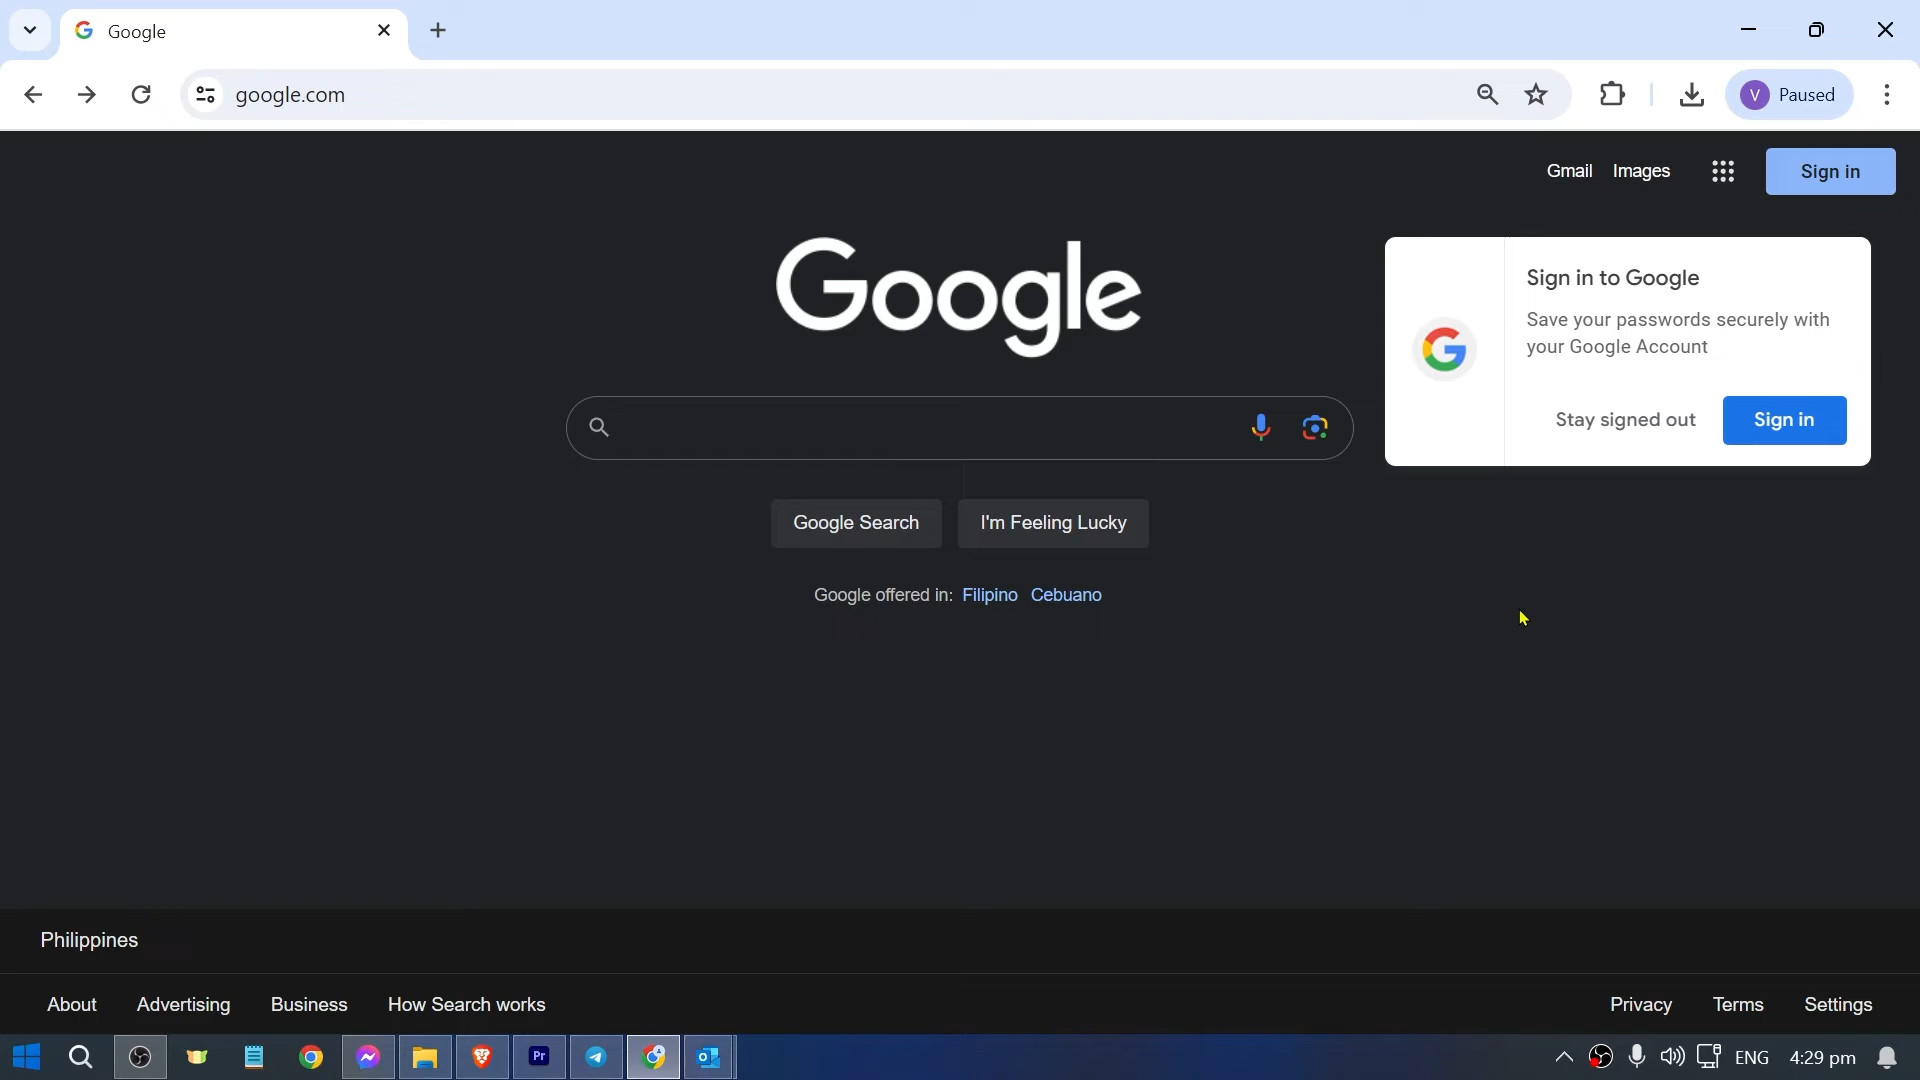 Google
google.com
V Paused
Gmail Images
Sign in
Google
Sign in to Google
Save your passwords securely with
your Google Account
Stay signed out Sign in
Google Search I'm Feeling Lucky
Google offered in: Filipino Cebuano
Philippines
About Advertising Business How Search works
Privacy Terms Settings
Pr
ENG 4:29 pm